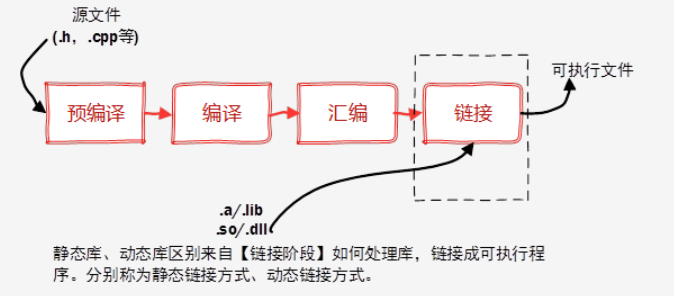 源文件
(.h，.cpp等)
预编译
编译
汇编
链接
可执行文件
.a/.lib
.so/.dll
静态库、动态库区别来自【链接阶段】如何处理库，链接成可执行程
序。分别称为静态链接方式、动态链接方式。